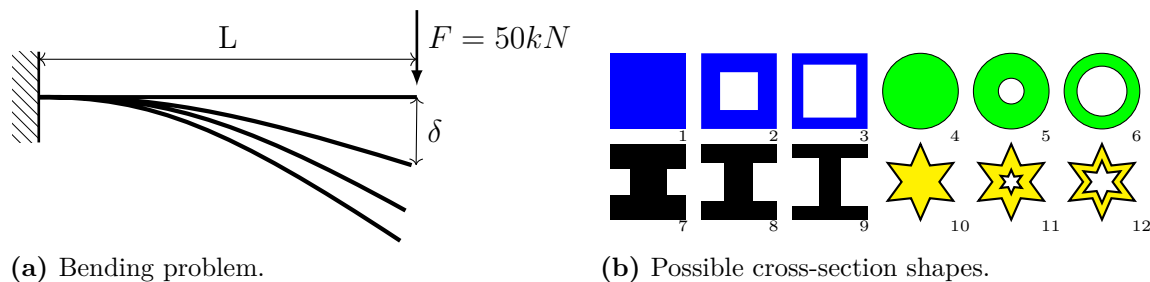 L
F = 50kN
δ
1 2 3 4 5 6
7 8 9 10 11 12
(a) Bending problem.
(b) Possible cross-section shapes.